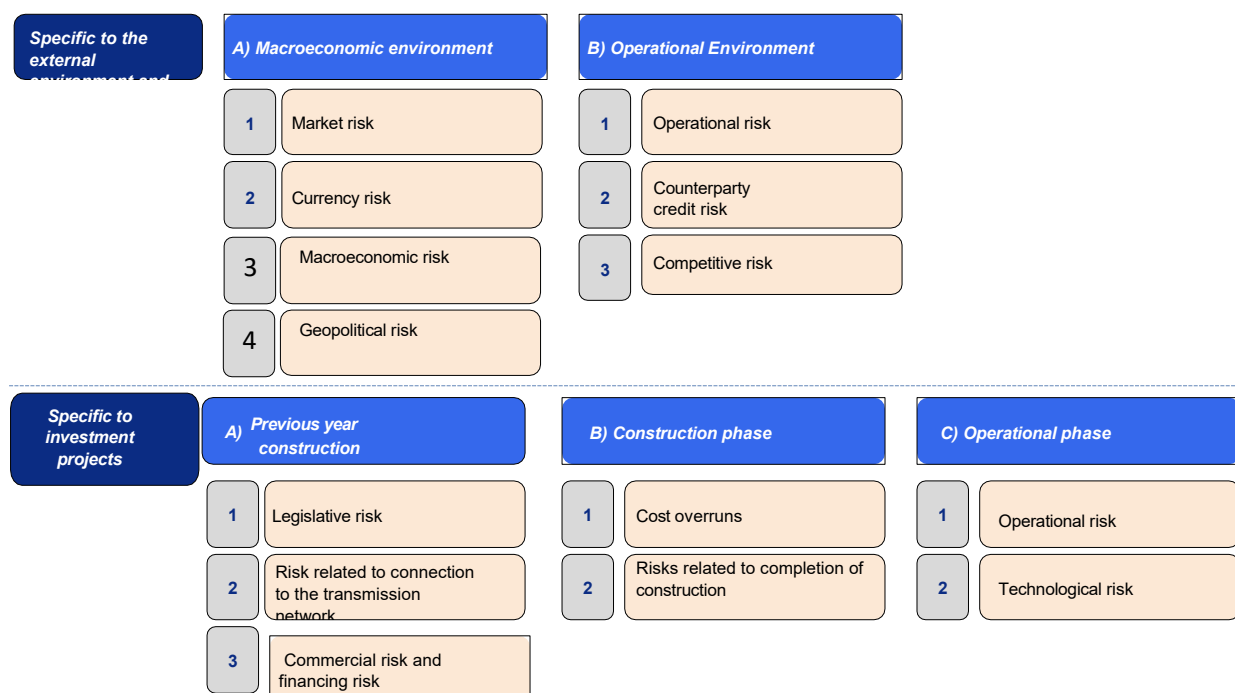 Specific to the
external
environment and
A) Macroeconomic environment
B) Operational Environment
1
Market risk
1
Operational risk
2
Currency risk
2
Counterparty
credit risk
3
Macroeconomic risk
3
Competitive risk
4
Geopolitical risk
Specific to
investment
projects
A) Previous year
construction
B) Construction phase
C) Operational phase
1
Legislative risk
1
Cost overruns
1
Operational risk
2
Risk related to connection
to the transmission
network
2
Risks related to completion of
construction
2
Technological risk
3
Commercial risk and
financing risk